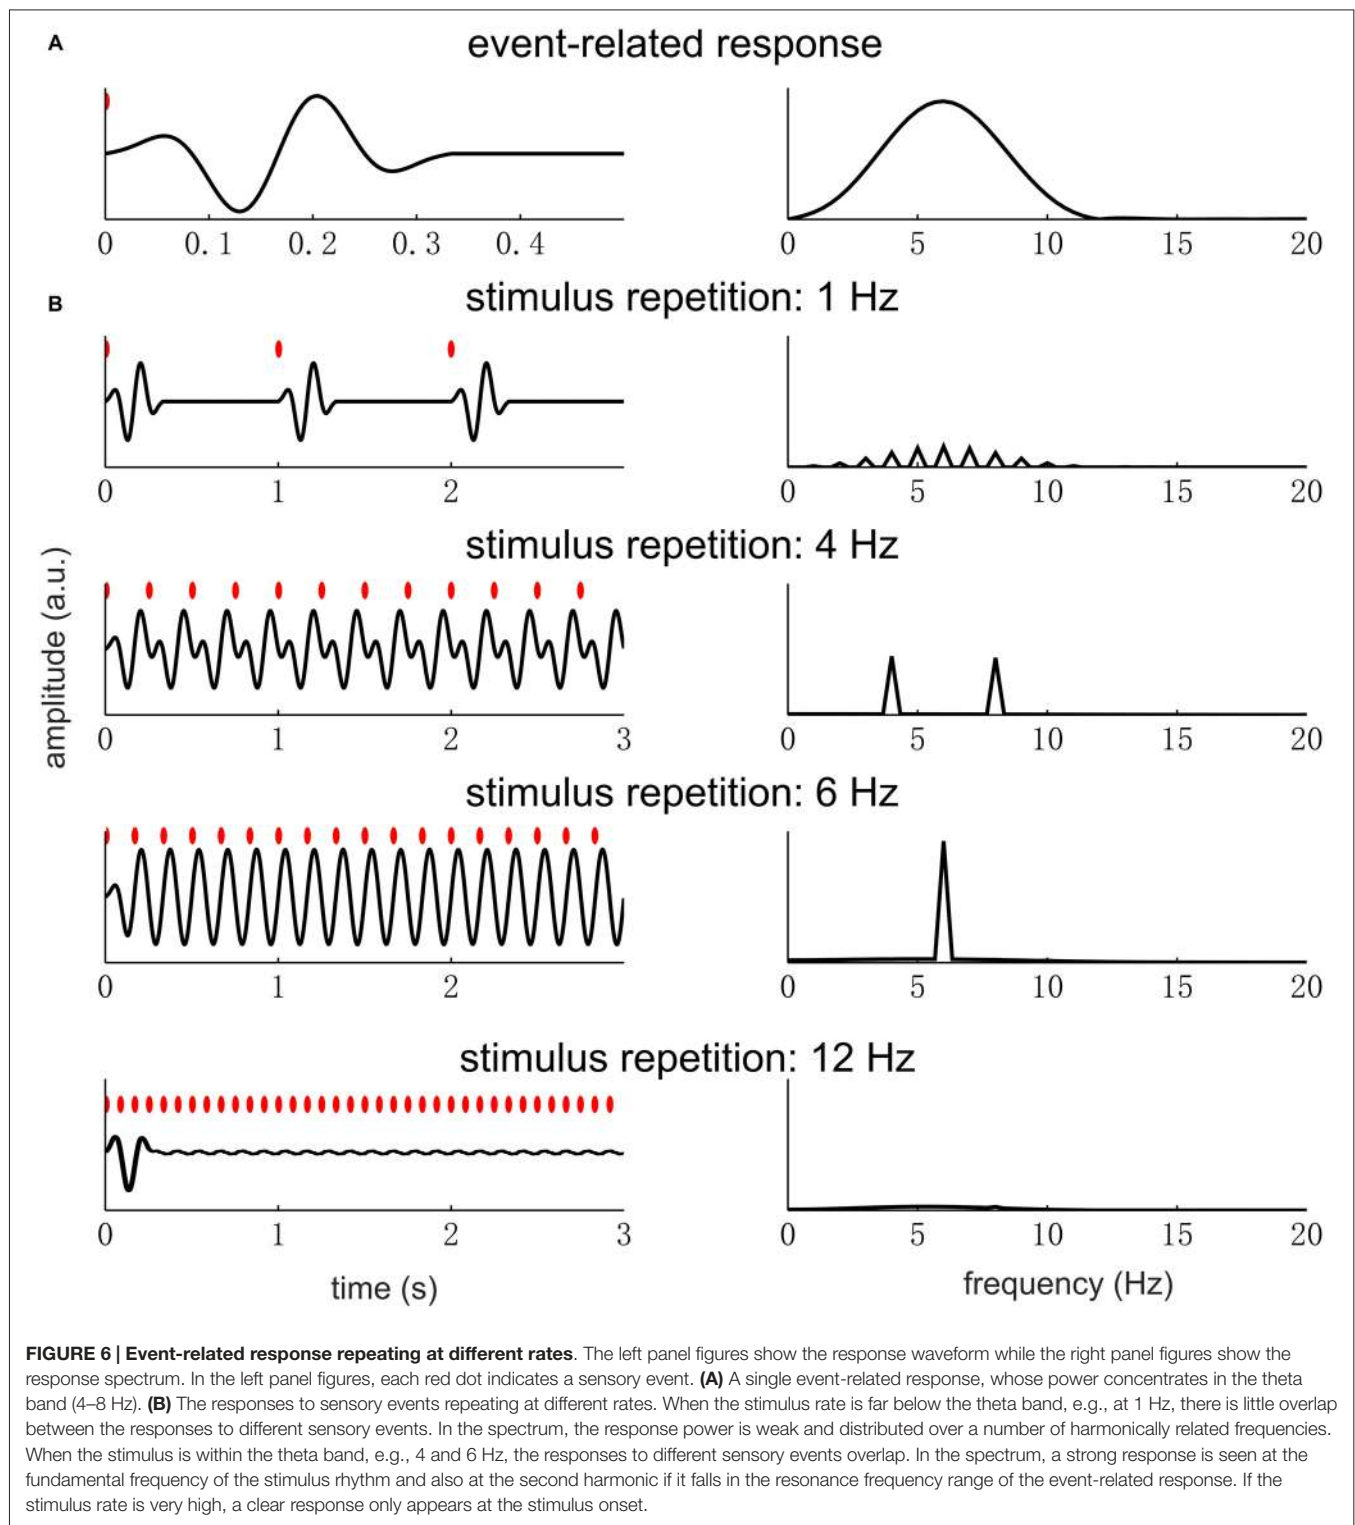 A
event-related response
0 0.1 0.2 0.3 0.4
0 5 10 15 20
B
stimulus repetition: 1 Hz
0 1 2
0 5 10 15 20
stimulus repetition: 4 Hz
0 1 2 3
0 5 10 15 20
amplitude (a.u.)
stimulus repetition: 6 Hz
0 1 2
0 5 10 15 20
stimulus repetition: 12 Hz
0 1 2 3
0 5 10 15 20
time (s)
frequency (Hz)
FIGURE 6 | Event-related response repeating at different rates. The left panel figures show the response waveform while the right panel figures show the
response spectrum. In the left panel figures, each red dot indicates a sensory event. (A) A single event-related response, whose power concentrates in the theta
band (4–8 Hz). (B) The responses to sensory events repeating at different rates. When the stimulus rate is far below the theta band, e.g., at 1 Hz, there is little overlap
between the responses to different sensory events. In the spectrum, the response power is weak and distributed over a number of harmonically related frequencies.
When the stimulus is within the theta band, e.g., 4 and 6 Hz, the responses to different sensory events overlap. In the spectrum, a strong response is seen at the
fundamental frequency of the stimulus rhythm and also at the second harmonic if it falls in the resonance frequency range of the event-related response. If the
stimulus rate is very high, a clear response only appears at the stimulus onset.